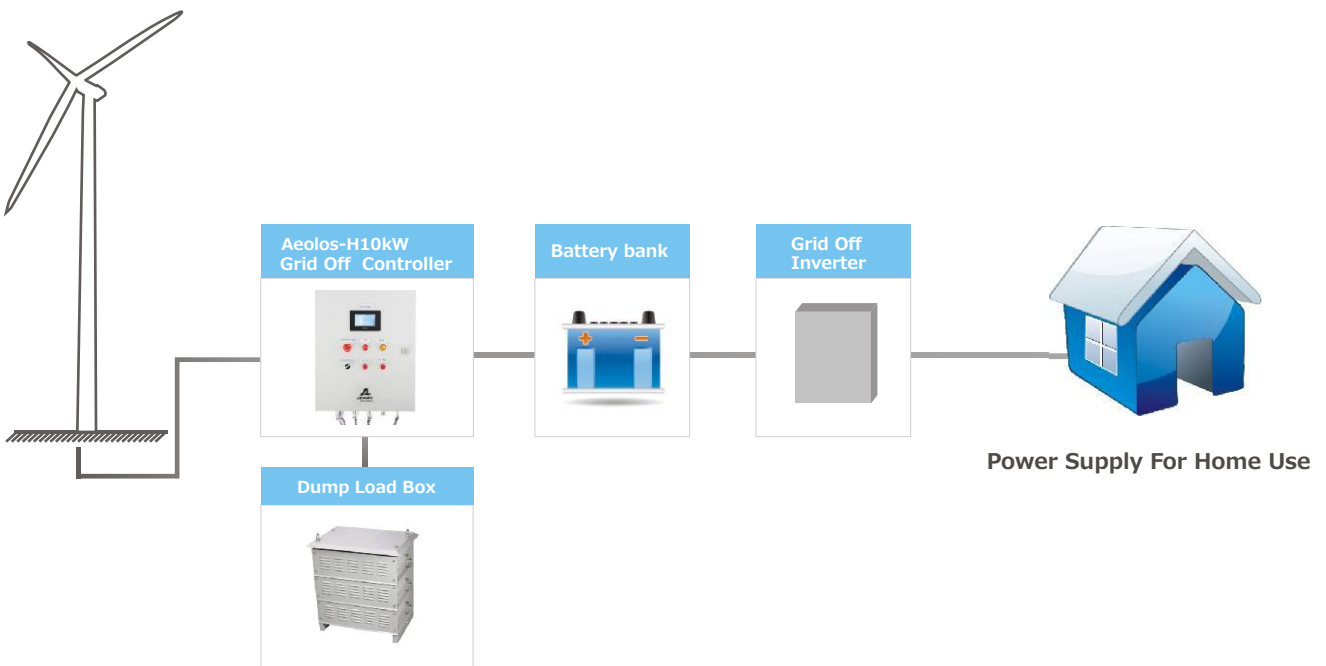 Aeolos-H10kW
Grid Off Controller
Battery bank
Grid Off
Inverter
Power Supply For Home Use
Dump Load Box